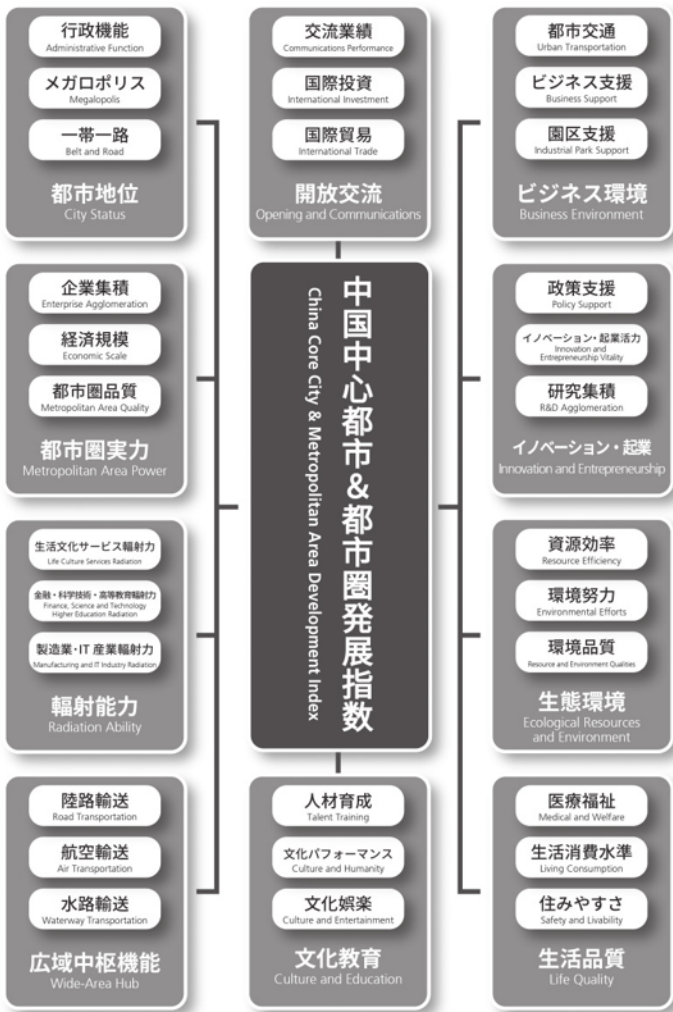 行政機能
Administrative Function
メガロポリス
Megalopolis
一帯一路
Belt and Road
都市地位
City Status
交流業績
Communications Performance
国際投資
International Investment
国際貿易
International Trade
開放交流
Opening and Communications
都市交通
Urban Transportation
ビジネス支援
Business Support
園区支援
Industrial Park Support
ビジネス環境
Business Environment
企業集積
Enterprise Agglomeration
経済規模
Economic Scale
都市圏品質
Metropolitan Area Quality
都市圏実力
Metropolitan Area Power
中国中心都市&都市圏発展指数
China Core City & Metropolitan Area Development Index
政策支援
Policy Support
イノベーション・起業活力
Innovation and
Entrepreneurship Vitality
研究集積
R&D Agglomeration
イノベーション・起業
Innovation and Entrepreneurship
生活文化サービス輻射力
Life Culture Services Radiation
金融・科学技術・高等教育輻射力
Finance, Science and Technology
Higher Education Radiation
製造業・IT 産業輻射力
Manufacturing and IT Industry Radiation
輻射能力
Radiation Ability
資源効率
Resource Efficiency
環境努力
Environmental Efforts
環境品質
Resource and Environment Qualities
生態環境
Ecological Resources
and Environment
陸路輸送
Road Transportation
航空輸送
Air Transportation
水路輸送
Waterway Transportation
広域中枢機能
Wide-Area Hub
人材育成
Talent Training
文化パフォーマンス
Culture and Humanity
文化娯楽
Culture and Entertainment
文化教育
Culture and Education
医療福祉
Medical and Welfare
生活消費水準
Living Consumption
住みやすさ
Safety and Livability
生活品質
Life Quality